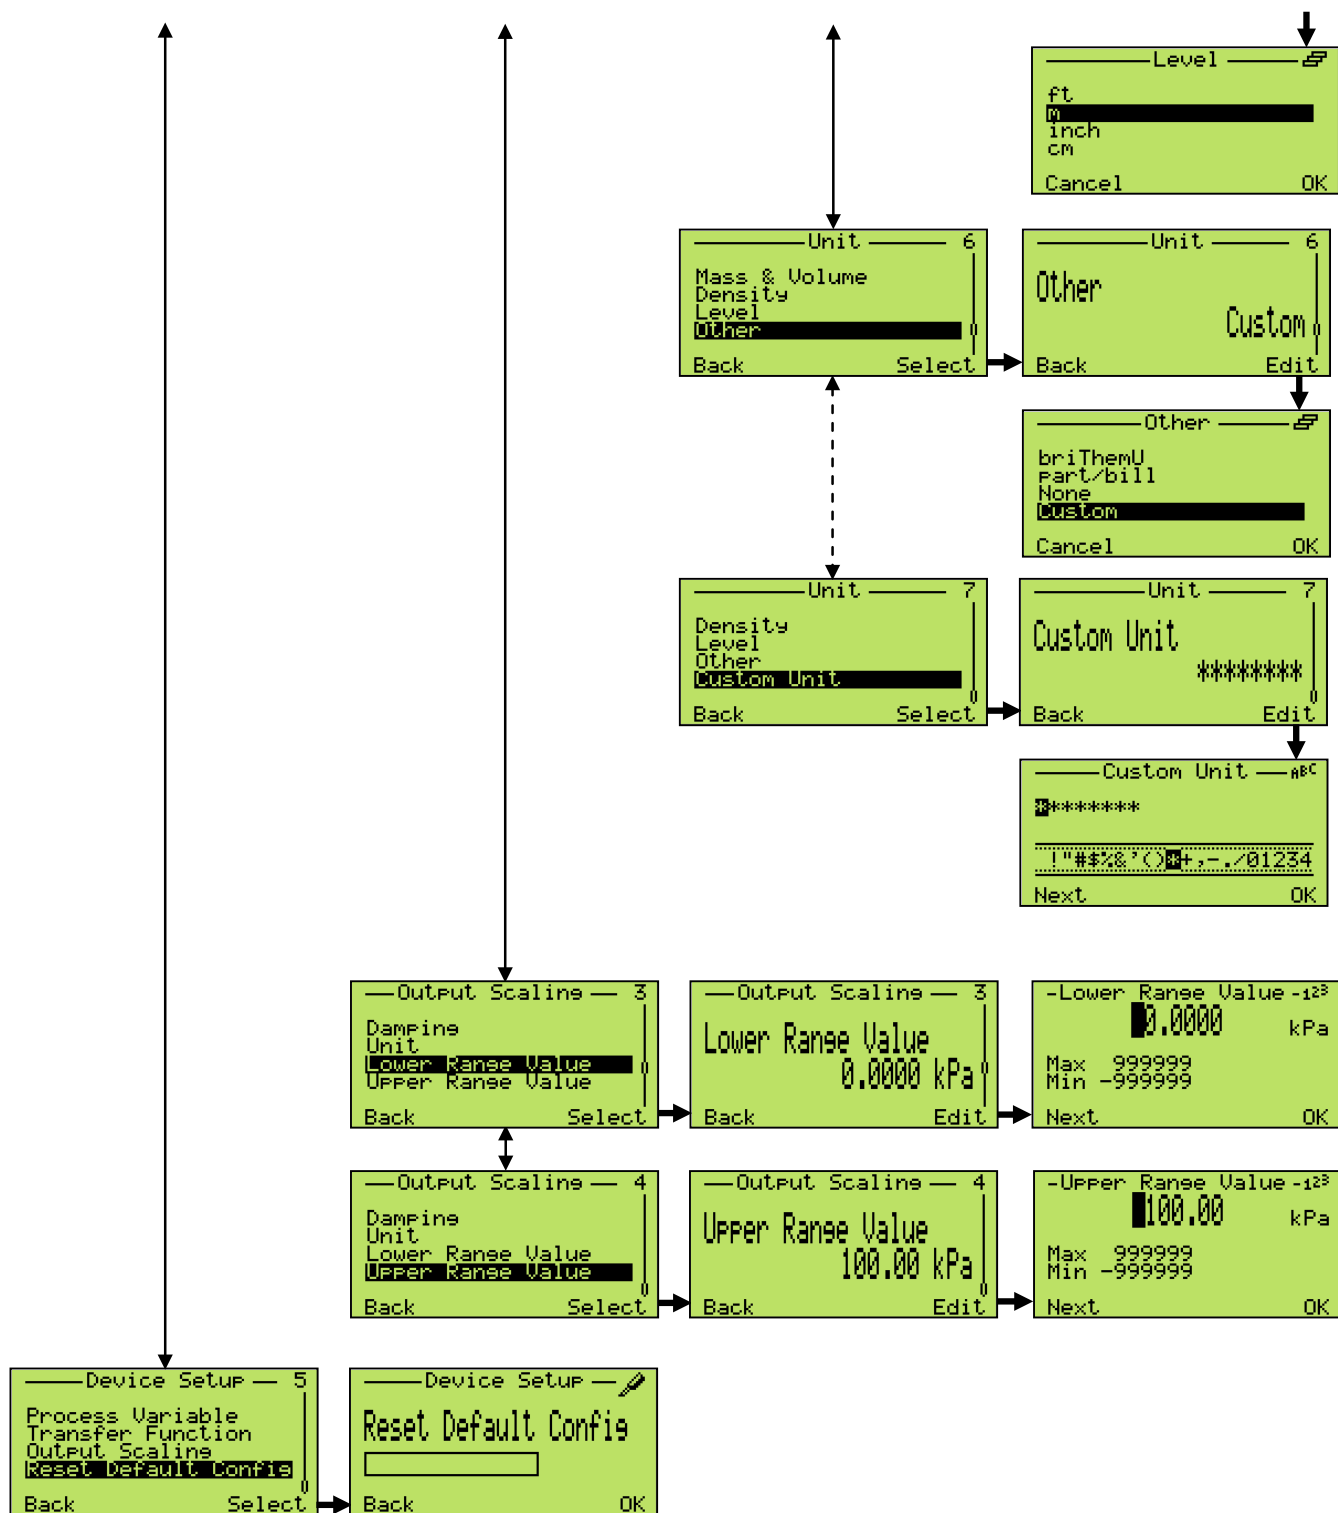 Level
ft
m
inch
cm
Cancel OK
Unit 6
Mass & Volume
Density
Level
Other
Back Select
Unit 6
Other
Custom
Back Edit
Other
briThemU
part/bill
None
Custom
Cancel OK
Unit 7
Density
Level
Other
Custom Unit
Back Select
Unit 7
Custom Unit
********
Back Edit
Custom Unit ABC
********
!"#$%&'()*+,-./01234
Next OK
Output Scaling 3
Damping
Unit
Lower Range Value
Upper Range Value
Back Select
Output Scaling 3
Lower Range Value
0.0000 kPa
Back Edit
-Lower Range Value -123
0.0000 kPa
Max 999999
Min -999999
Next OK
Output Scaling 4
Damping
Unit
Lower Range Value
Upper Range Value
Back Select
Output Scaling 4
Upper Range Value
100.00 kPa
Back Edit
-Upper Range Value -123
100.00 kPa
Max 999999
Min -999999
Next OK
Device Setup 5
Process Variable
Transfer Function
Output Scaling
Reset Default Config
Back Select
Device Setup
Reset Default Config
Back OK